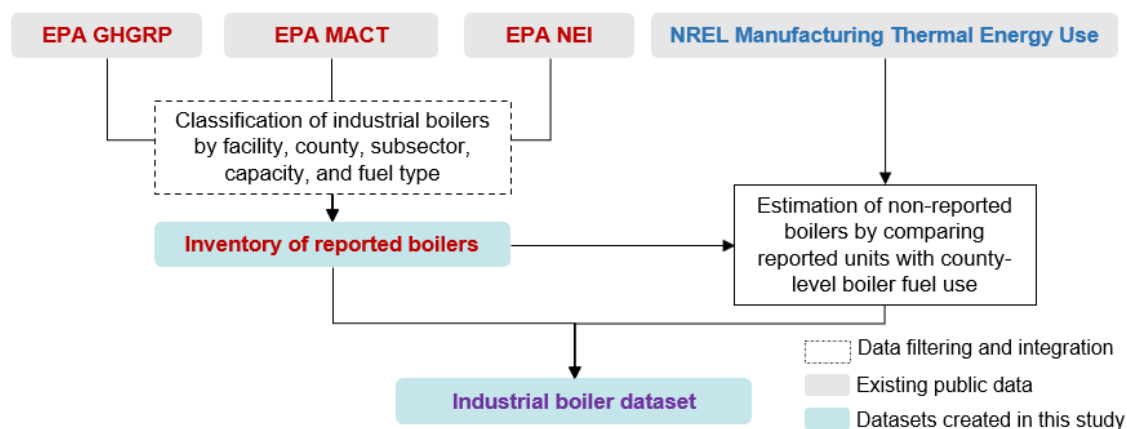 EPA GHGRP
EPA MACT
EPA NEI
NREL Manufacturing Thermal Energy Use
Classification of industrial boilers
by facility, county, subsector,
capacity, and fuel type
Inventory of reported boilers
Estimation of non-reported
boilers by comparing
reported units with county-
level boiler fuel use
Industrial boiler dataset
Data filtering and integration
Existing public data
Datasets created in this study